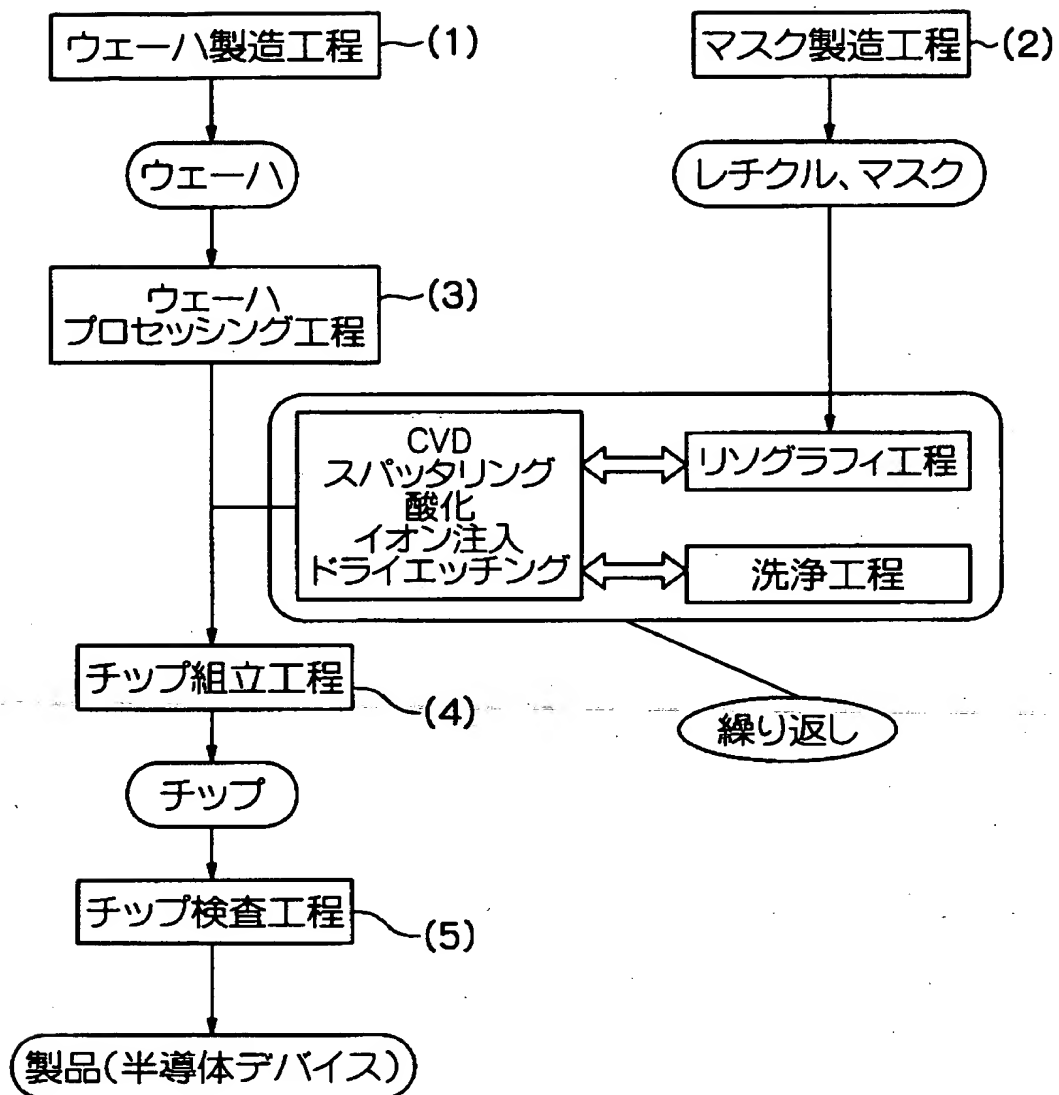 ウェーハ製造工程
(1)
マスク製造工程
(2)
ウェーハ
レチクル、マスク
ウェーハ
プロセッシング工程
(3)
CVD
スパッタリング
酸化
イオン注入
ドライエッチング
リソグラフィ工程
洗浄工程
チップ組立工程
(4)
繰り返し
チップ
チップ検査工程
(5)
製品(半導体デバイス)